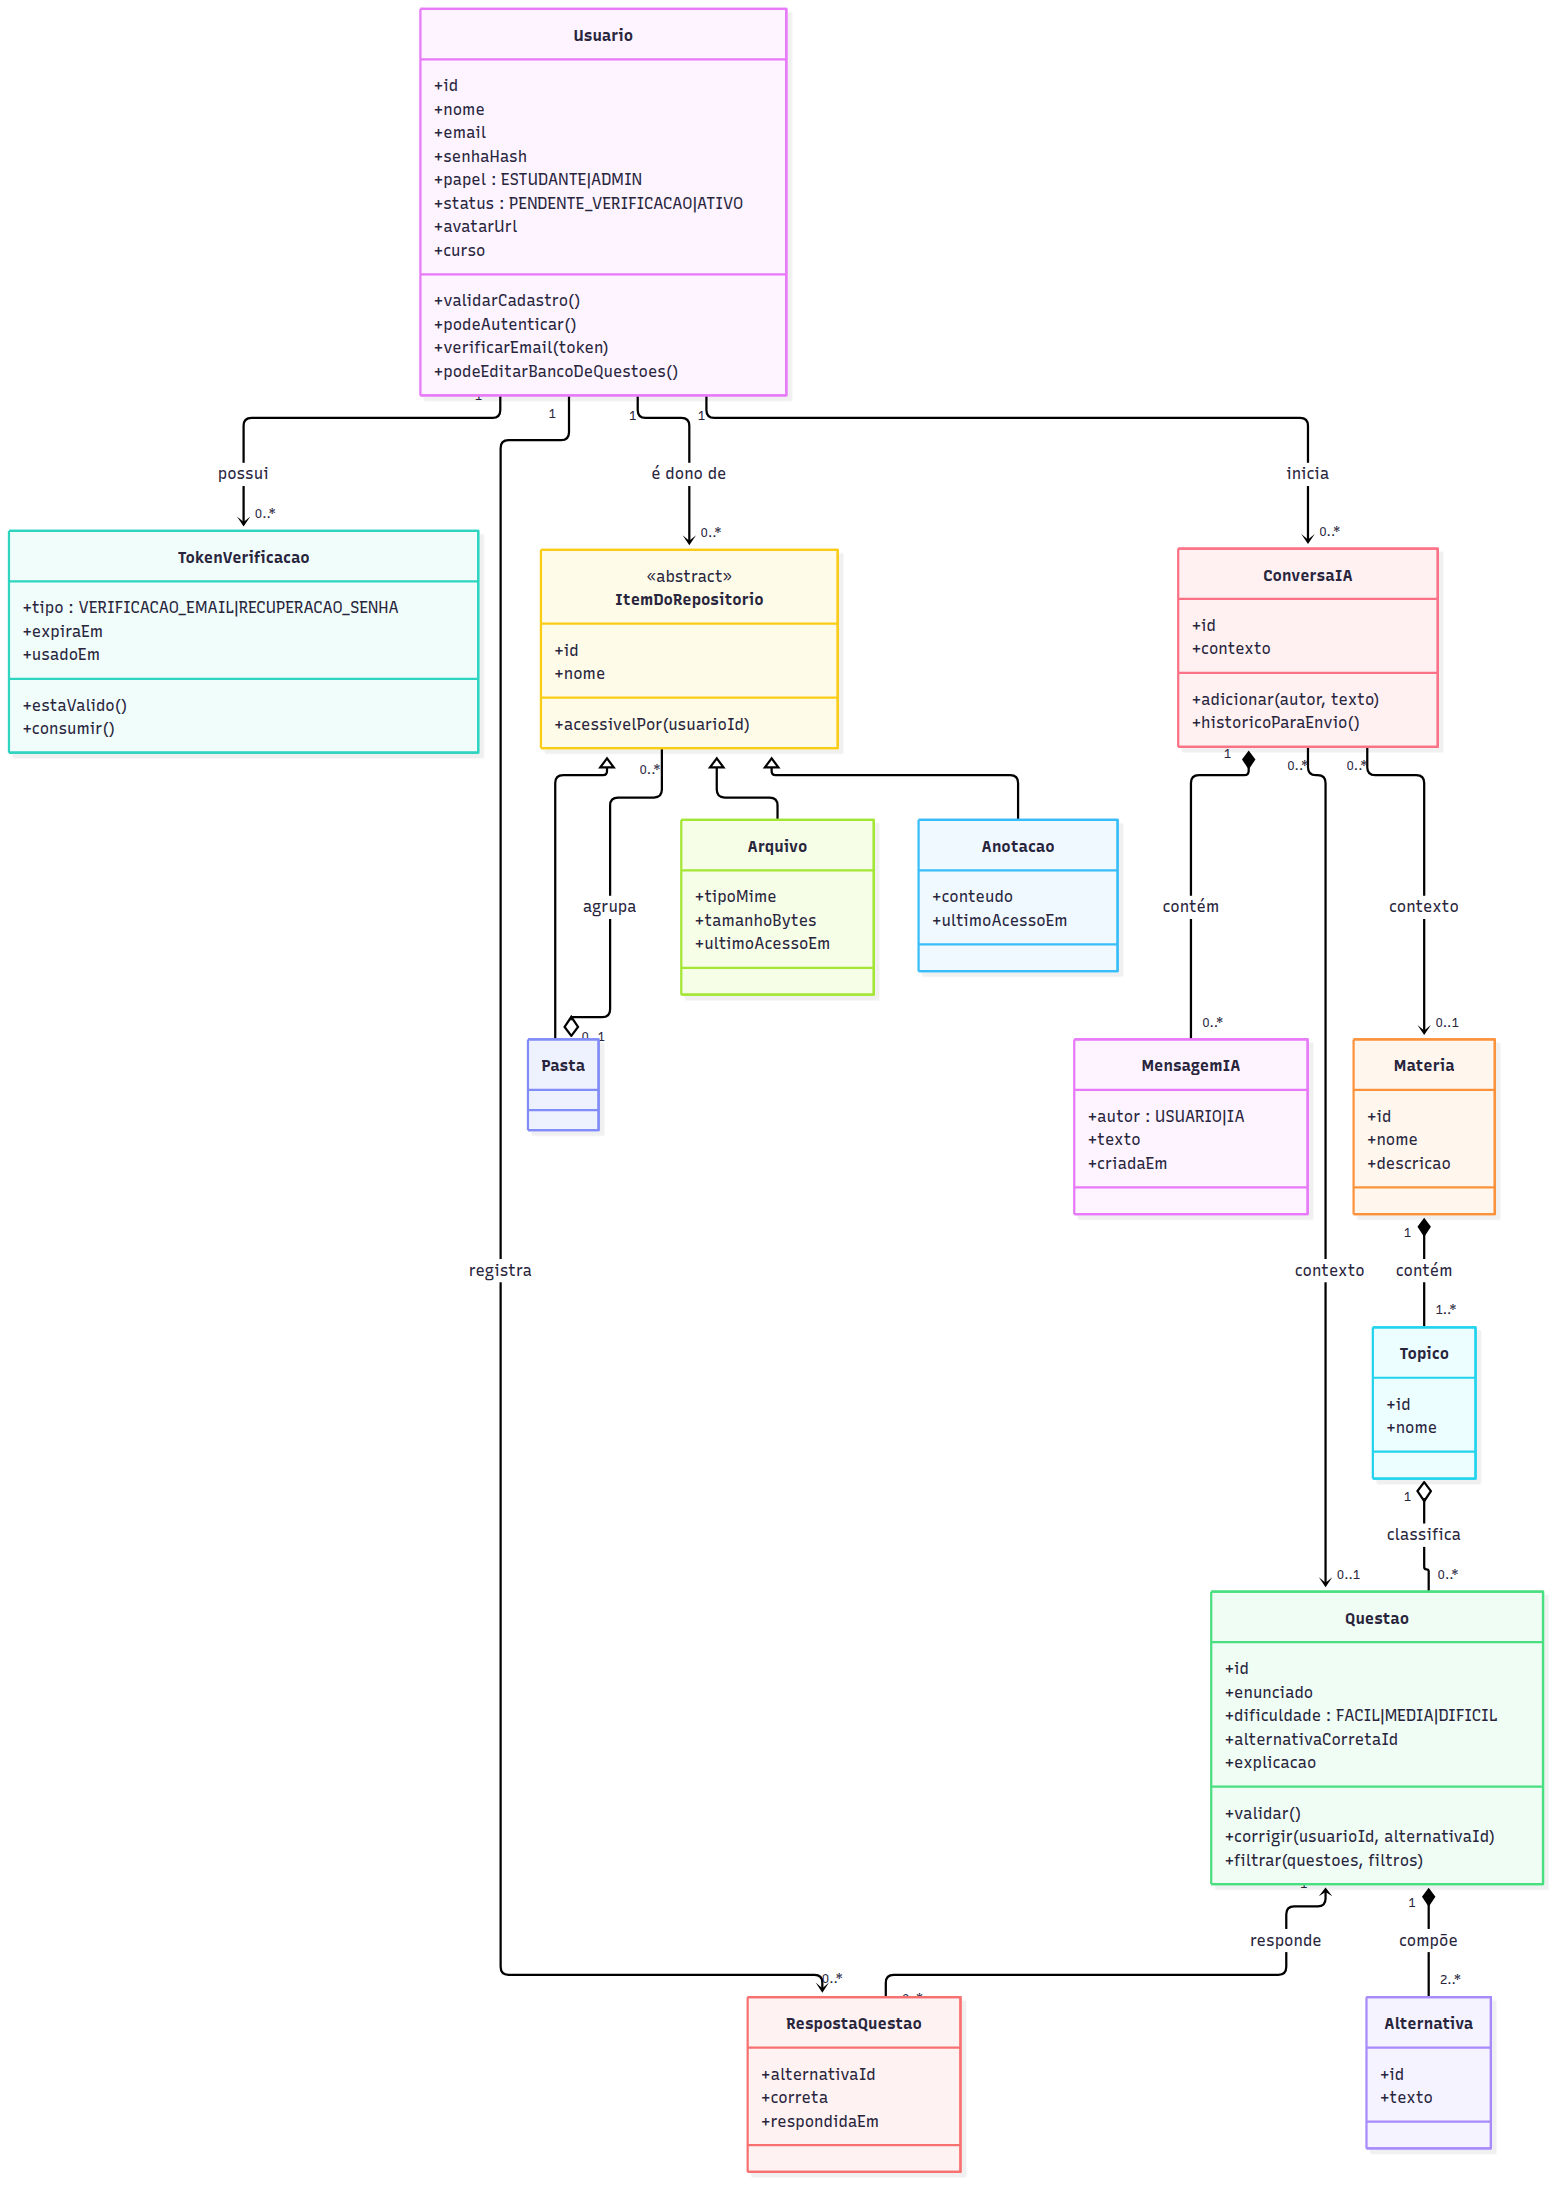 Usuario
+id
+nome
+email
+senhaHash
+papel : ESTUDANTE|ADMIN
+status : PENDENTE_VERIFICACAO|ATIVO
+avatarUrl
+curso
+validarCadastro()
+podeAutenticar()
+verificarEmail(token)
+podeEditarBancoDeQuestoes()
1
1
1
1
possui
é dono de
inicia
0..*
0..*
0..*
TokenVerificacao
+tipo : VERIFICACAO_EMAIL|RECUPERACAO_SENHA
+expiraEm
+usadoEm
+estaValido()
+consumir()
«abstract»
ItemDoRepositorio
+id
+nome
+acessivelPor(usuarioId)
ConversaIA
+id
+contexto
+adicionar(autor, texto)
+historicoParaEnvio()
0..*
1
0..*
0..*
Arquivo
+tipoMime
+tamanhoBytes
+ultimoAcessoEm
Anotacao
+conteudo
+ultimoAcessoEm
agrupa
contém
contexto
0..1
0..*
0..1
Pasta
MensagemIA
+autor : USUARIO|IA
+texto
+criadaEm
Materia
+id
+nome
+descricao
1
registra
contexto
contém
1..*
Topico
+id
+nome
1
classifica
0..1
0..*
Questao
+id
+enunciado
+dificuldade : FACIL|MEDIA|DIFICIL
+alternativaCorretaId
+explicacao
+validar()
+corrigir(usuarioId, alternativaId)
+filtrar(questoes, filtros)
1
1
responde
compõe
0..*
0..*
2..*
RespostaQuestao
+alternativaId
+correta
+respondidaEm
Alternativa
+id
+texto